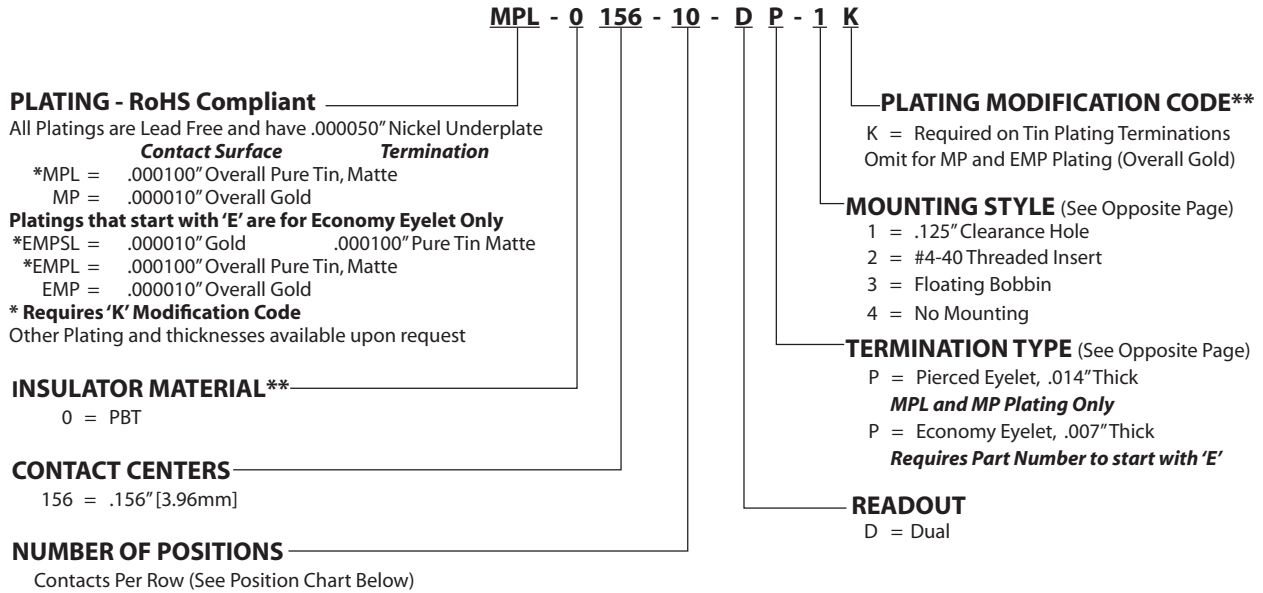 MPL - 0 156 - 10 - D P - 1 K
PLATING - RoHS Compliant
All Platings are Lead Free and have .000050" Nickel Underplate
Contact Surface Termination
*MPL = .000100" Overall Pure Tin, Matte
MP = .000010" Overall Gold
Platings that start with 'E' are for Economy Eyelet Only
*EMPSL = .000010" Gold .000100" Pure Tin Matte
*EMPL = .000100" Overall Pure Tin, Matte
EMP = .000010" Overall Gold
* Requires 'K' Modification Code
Other Plating and thicknesses available upon request
INSULATOR MATERIAL**
0 = PBT
CONTACT CENTERS
156 = .156" [3.96mm]
NUMBER OF POSITIONS
Contacts Per Row (See Position Chart Below)
PLATING MODIFICATION CODE**
K = Required on Tin Plating Terminations
Omit for MP and EMP Plating (Overall Gold)
MOUNTING STYLE (See Opposite Page)
1 = .125" Clearance Hole
2 = #4-40 Threaded Insert
3 = Floating Bobbin
4 = No Mounting
TERMINATION TYPE (See Opposite Page)
P = Pierced Eyelet, .014" Thick
MPL and MP Plating Only
P = Economy Eyelet, .007" Thick
Requires Part Number to start with 'E'
READOUT
D = Dual